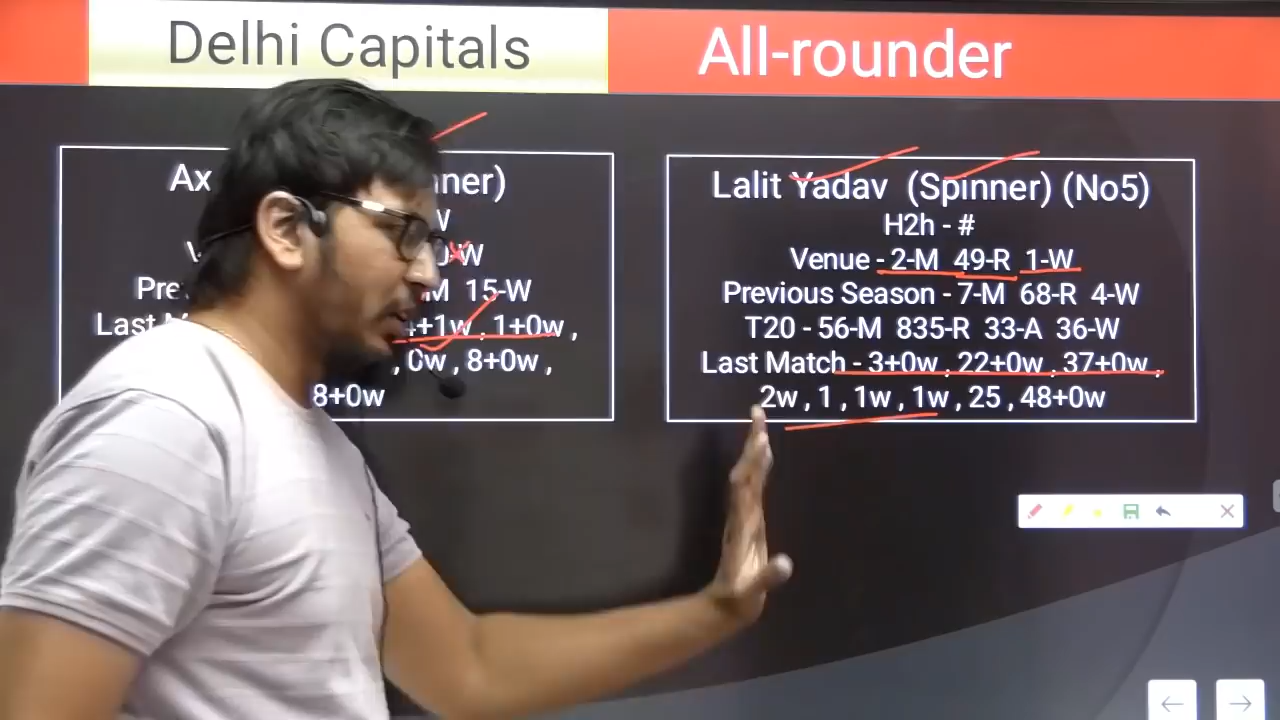 Delhi Capitals
All-rounder
Ax nner)
W
W
Pre -M 15-W
Last M +1w , 1+0w ,
, 0w , 8+0w ,
8+0w
Lalit Yadav (Spinner) (No5)
H2h - #
Venue - 2-M 49-R 1-W
Previous Season - 7-M 68-R 4-W
T20 - 56-M 835-R 33-A 36-W
Last Match - 3+0w , 22+0w , 37+0w ,
2w , 1 , 1w , 1w , 25 , 48+0w